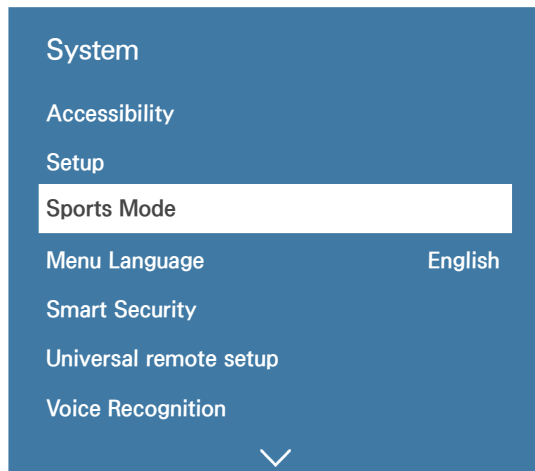 System
Accessibility
Setup
Sports Mode
Menu Language English
Smart Security
Universal remote setup
Voice Recognition